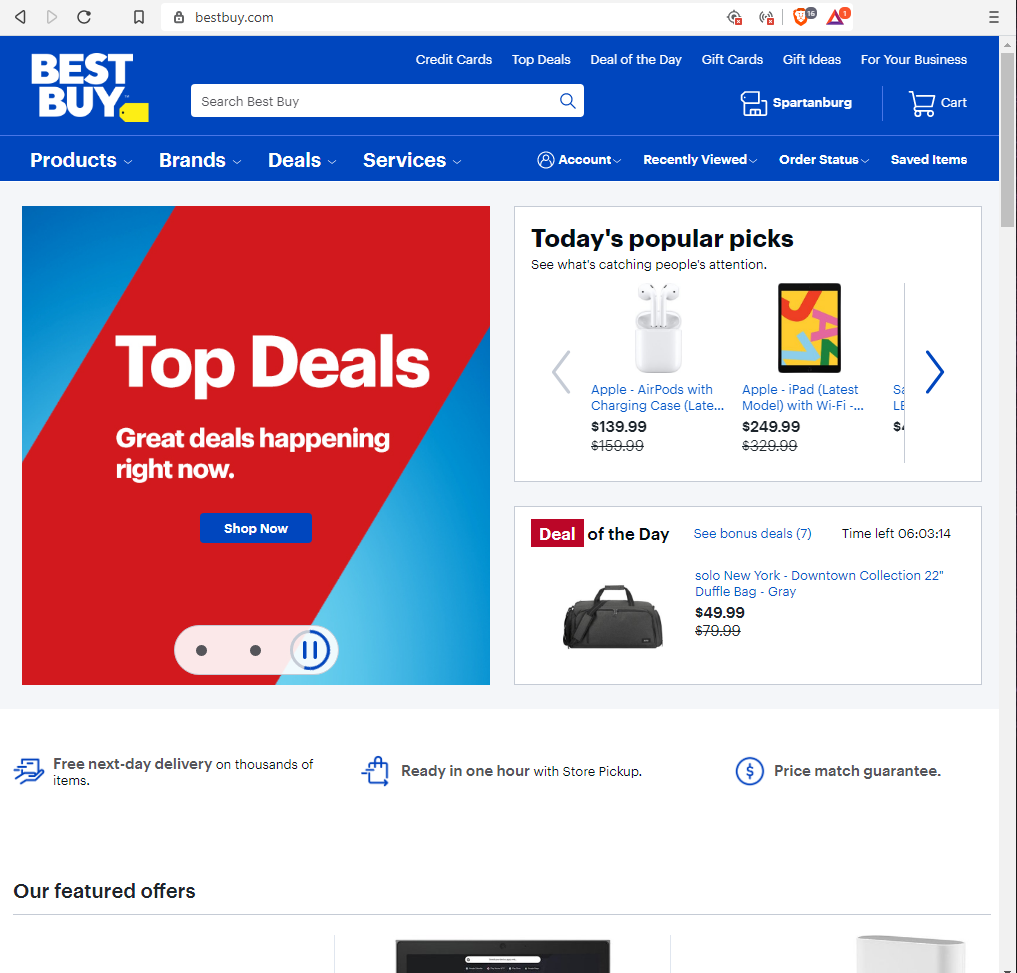 bestbuy.com
16
1
Credit Cards
Top Deals
Deal of the Day
Gift Cards
Gift Ideas
For Your Business
BEST
BUY
Search Best Buy
Spartanburg
Cart
Products
Brands
Deals
Services
Account
Recently Viewed
Order Status
Saved Items
Top Deals
Great deals happening
right now.
Shop Now
Today's popular picks
See what's catching people's attention.
Apple - AirPods with
Charging Case (Late...
$139.99
$159.99
Apple - iPad (Latest
Model) with Wi-Fi -...
$249.99
$329.99
Deal of the Day
See bonus deals (7)
Time left 06:03:14
solo New York - Downtown Collection 22"
Duffle Bag - Gray
$49.99
$79.99
Free next-day delivery on thousands of
items.
Ready in one hour with Store Pickup.
Price match guarantee.
Our featured offers